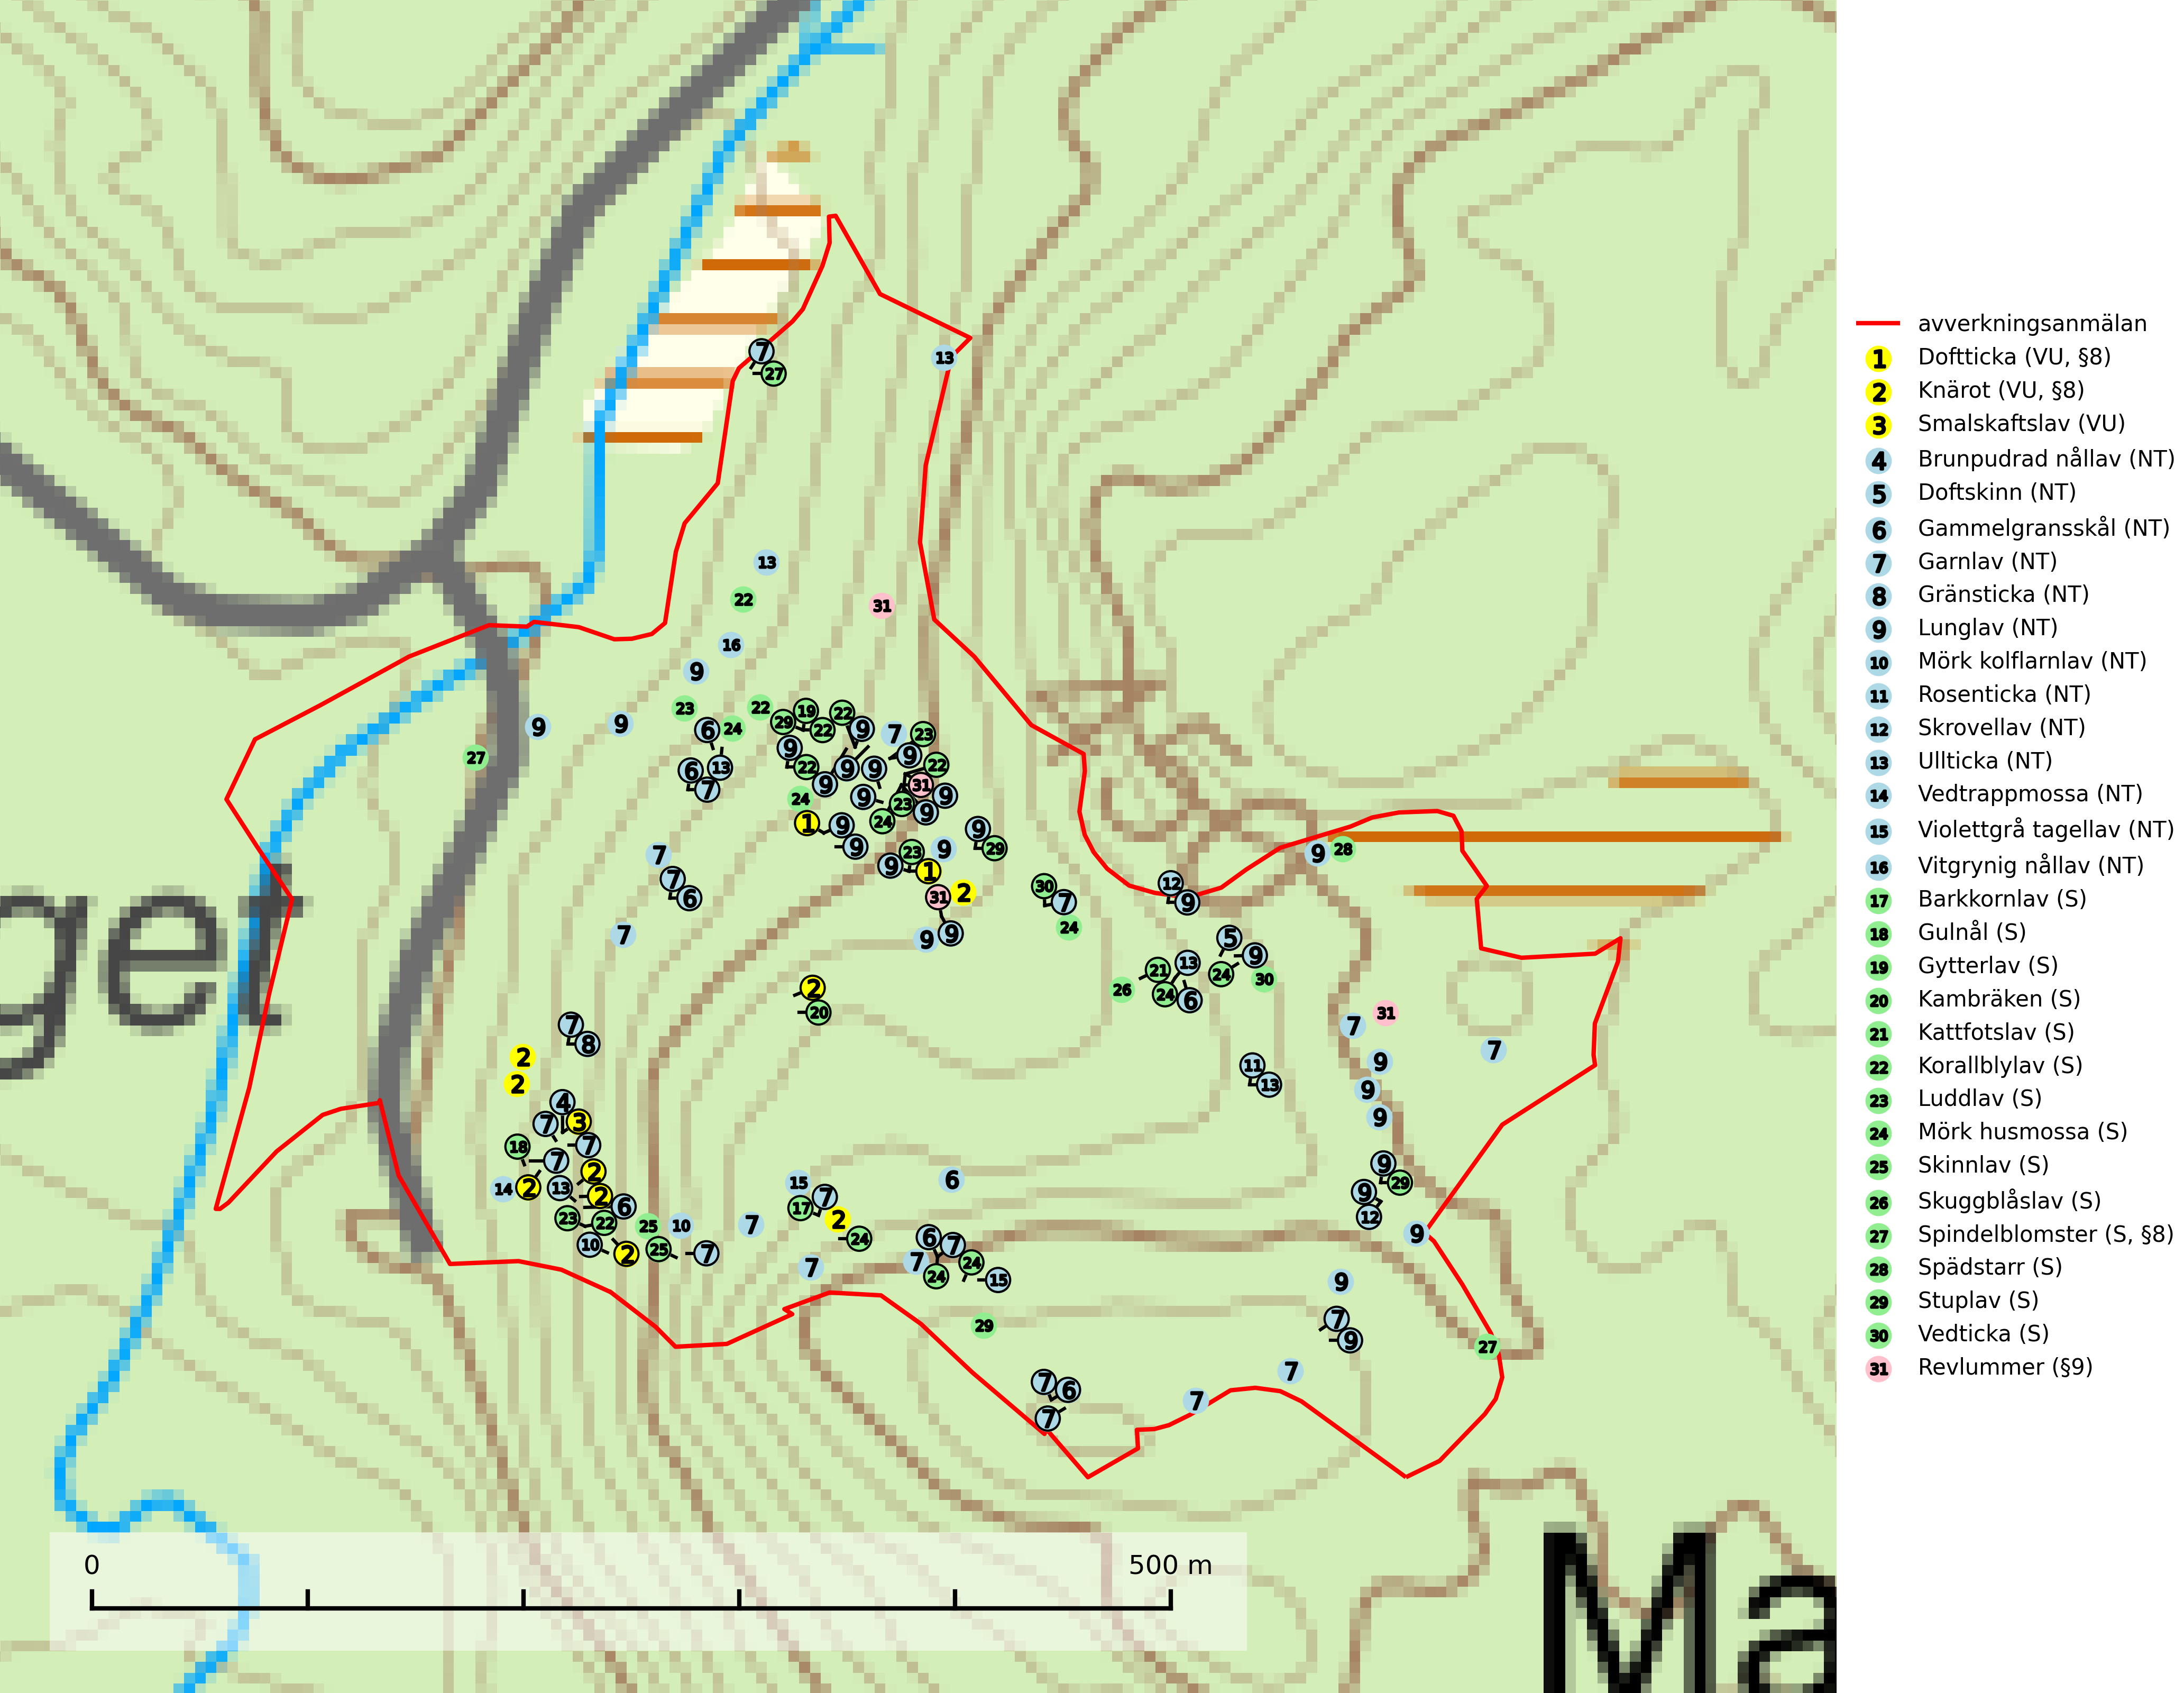 get
0 500 m
Ma
avverkningsanmälan
1 Doftticka (VU, §8)
2 Knärot (VU, §8)
3 Smalskaftslav (VU)
4 Brunpudrad nållav (NT)
5 Doftskinn (NT)
6 Gammelgransskål (NT)
7 Garnlav (NT)
8 Gränsticka (NT)
9 Lunglav (NT)
10 Mörk kolflarnlav (NT)
11 Rosenticka (NT)
12 Skrovellav (NT)
13 Ullticka (NT)
14 Vedtrappmossa (NT)
15 Violettgrå tagellav (NT)
16 Vitgrynig nållav (NT)
17 Barkkornlav (S)
18 Gulnål (S)
19 Gytterlav (S)
20 Kambräken (S)
21 Kattfotslav (S)
22 Korallblylav (S)
23 Luddlav (S)
24 Mörk husmossa (S)
25 Skinnlav (S)
26 Skuggblåslav (S)
27 Spindelblomster (S, §8)
28 Spädstarr (S)
29 Stuplav (S)
30 Vedticka (S)
31 Revlummer (§9)